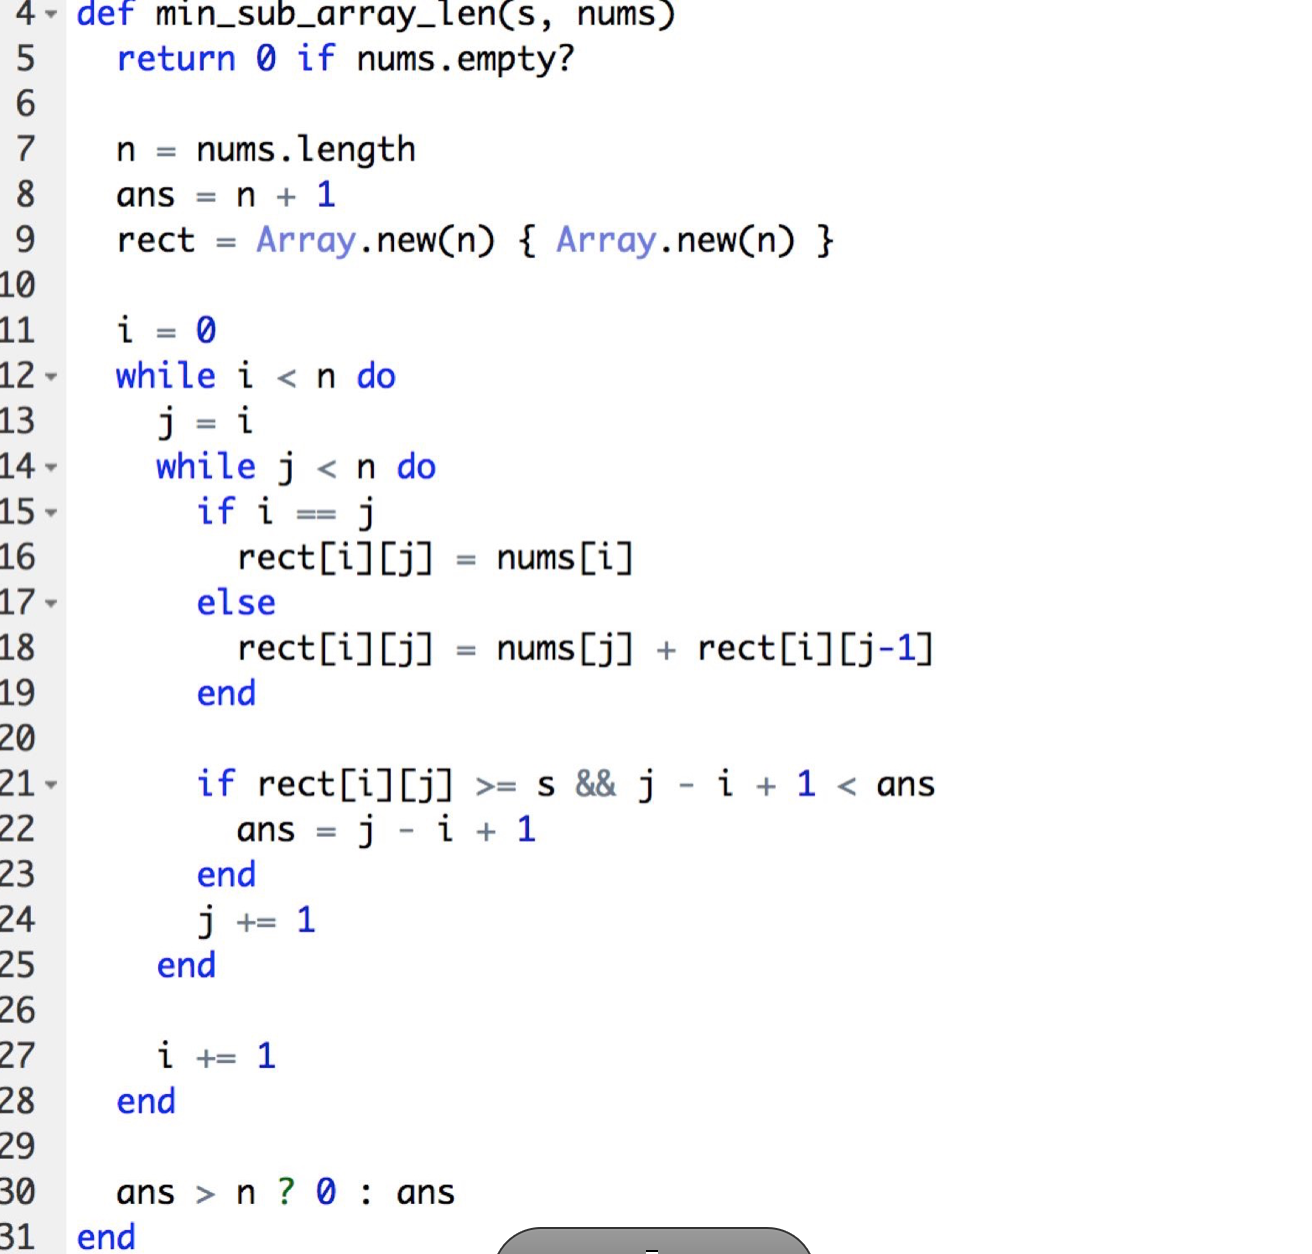 4 def min_sub_array_len(s, nums)
5   return 0 if nums.empty?
6
7   n = nums.length
8   ans = n + 1
9   rect = Array.new(n) { Array.new(n) }
10
11   i = 0
12   while i < n do
13     j = i
14     while j < n do
15       if i == j
16         rect[i][j] = nums[i]
17       else
18         rect[i][j] = nums[j] + rect[i][j-1]
19       end
20
21       if rect[i][j] >= s && j - i + 1 < ans
22         ans = j - i + 1
23       end
24       j += 1
25     end
26
27     i += 1
28   end
29
30   ans > n ? 0 : ans
31 end